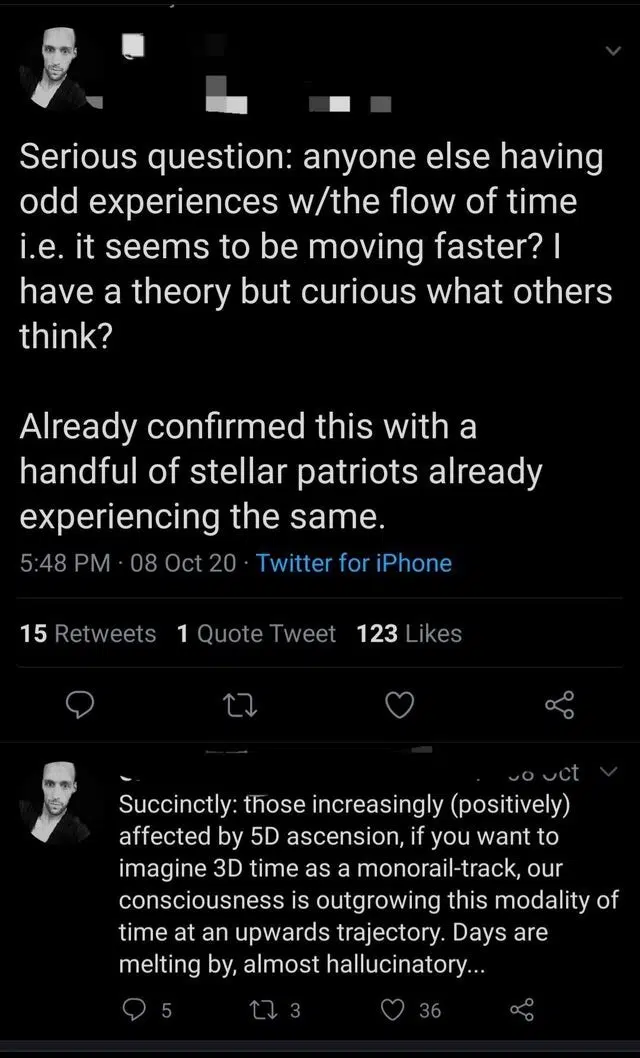 Serious question: anyone else having
odd experiences w/the flow of time
i.e. it seems to be moving faster? I
have a theory but curious what others
think?
Already confirmed this with a
handful of stellar patriots already
experiencing the same.
5:48 PM · 08 Oct 20 · Twitter for iPhone
15 Retweets 1 Quote Tweet 123 Likes
Oct
Succinctly: those increasingly (positively)
affected by 5D ascension, if you want to
imagine 3D time as a monorail-track, our
consciousness is outgrowing this modality of
time at an upwards trajectory. Days are
melting by, almost hallucinatory...
5 3 36